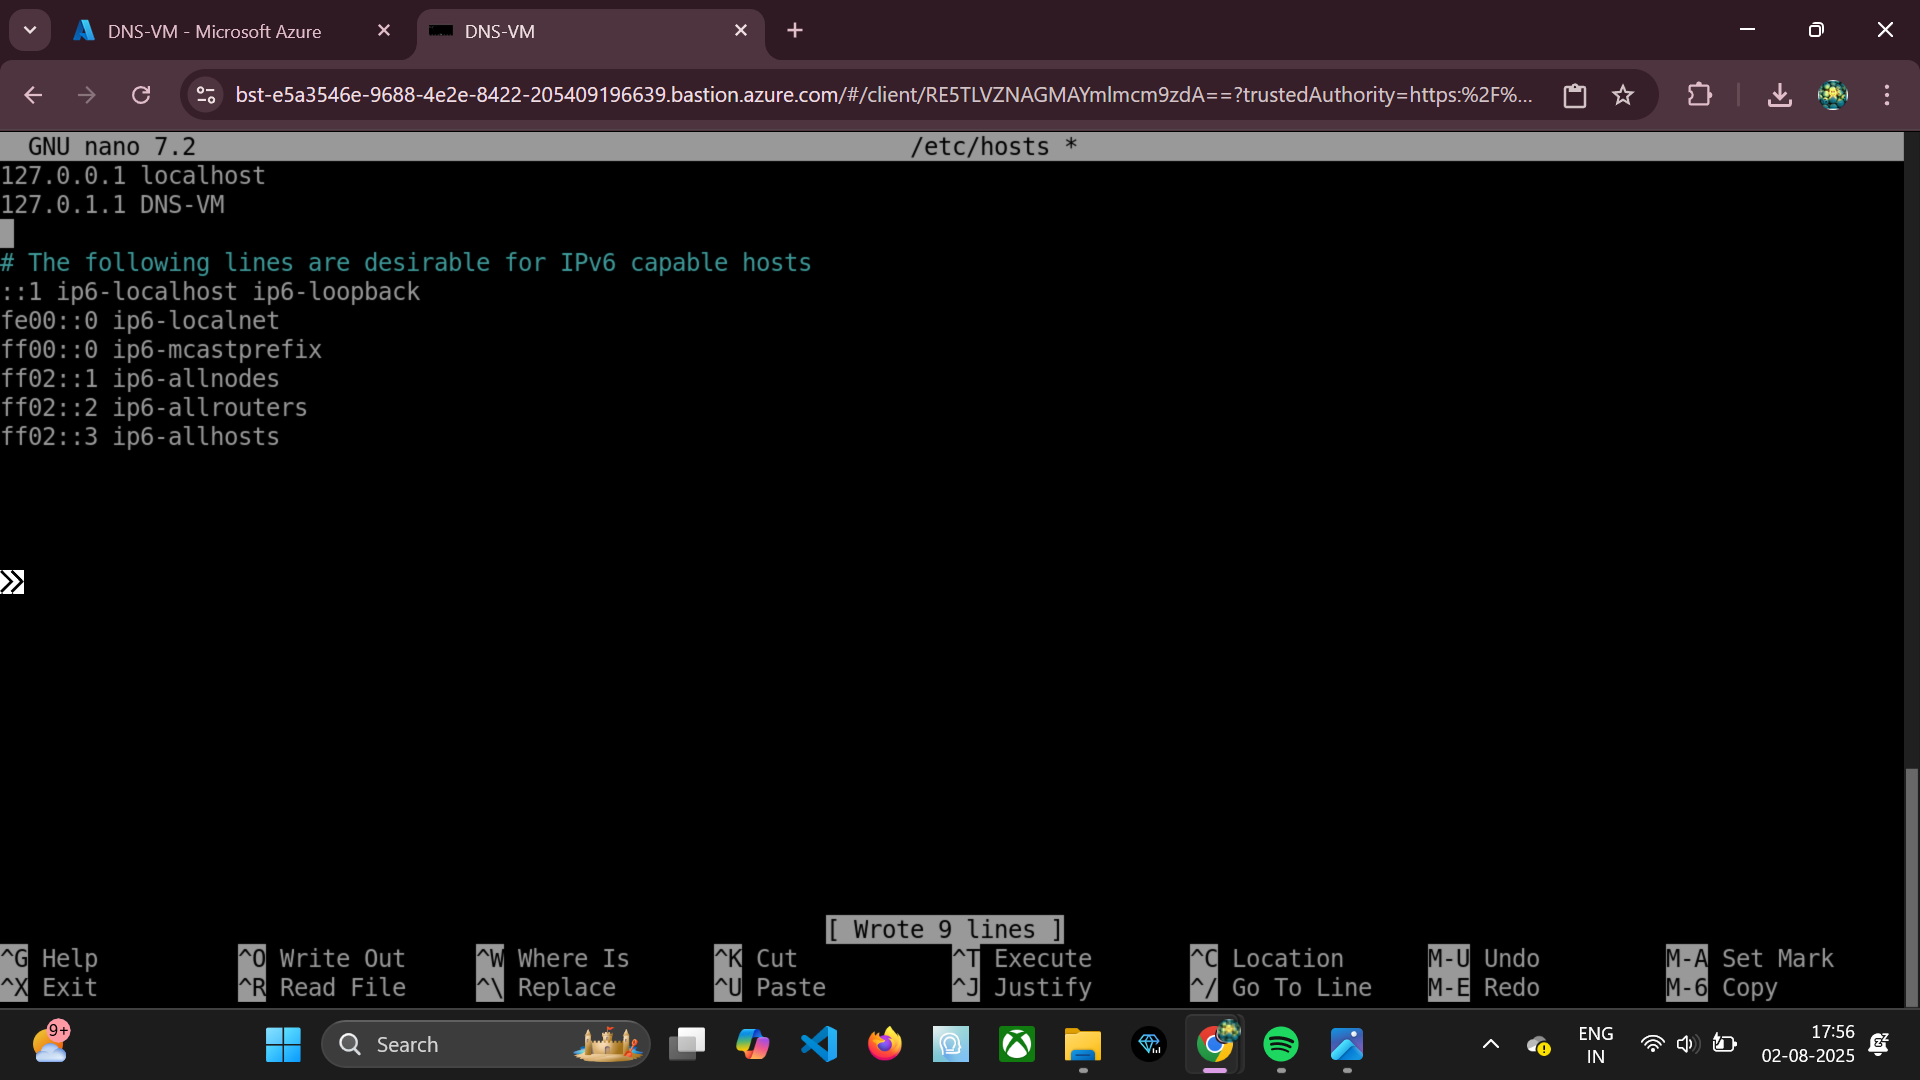 DNS-VM - Microsoft Azure
DNS-VM
bst-e5a3546e-9688-4e2e-8422-205409196639.bastion.azure.com/#/client/RE5TLVZNAGMAYmlmcm9zdA==?trustedAuthority=https:%2F%...
GNU nano 7.2 /etc/hosts *
127.0.0.1 localhost
127.0.1.1 DNS-VM
# The following lines are desirable for IPv6 capable hosts
::1 ip6-localhost ip6-loopback
fe00::0 ip6-localnet
ff00::0 ip6-mcastprefix
ff02::1 ip6-allnodes
ff02::2 ip6-allrouters
ff02::3 ip6-allhosts
[ Wrote 9 lines ]
^G Help ^O Write Out ^W Where Is ^K Cut ^T Execute ^C Location M-U Undo M-A Set Mark
^X Exit ^R Read File ^\ Replace ^U Paste ^J Justify ^/ Go To Line M-E Redo M-6 Copy
9+
Search
ENG
IN
17:56
02-08-2025